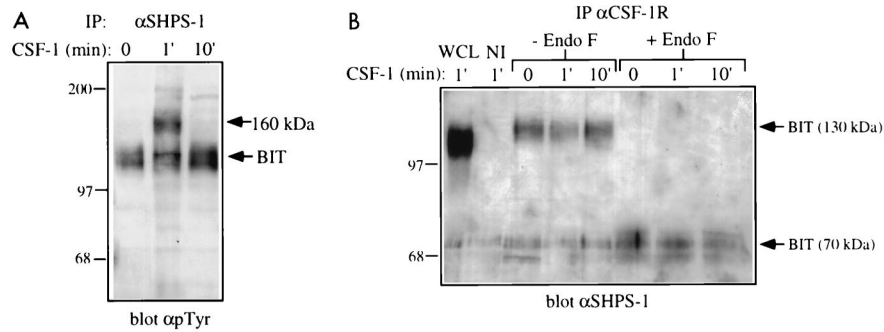 A
IP: αSHPS-1
CSF-1 (min): 0 1' 10'
200
160 kDa
BIT
97
68
blot αpTyr
B
IP αCSF-1R
- Endo F + Endo F
WCL NI
CSF-1 (min): 1' 1' 0 1' 10' 0 1' 10'
BIT (130 kDa)
97
68
BIT (70 kDa)
blot αSHPS-1